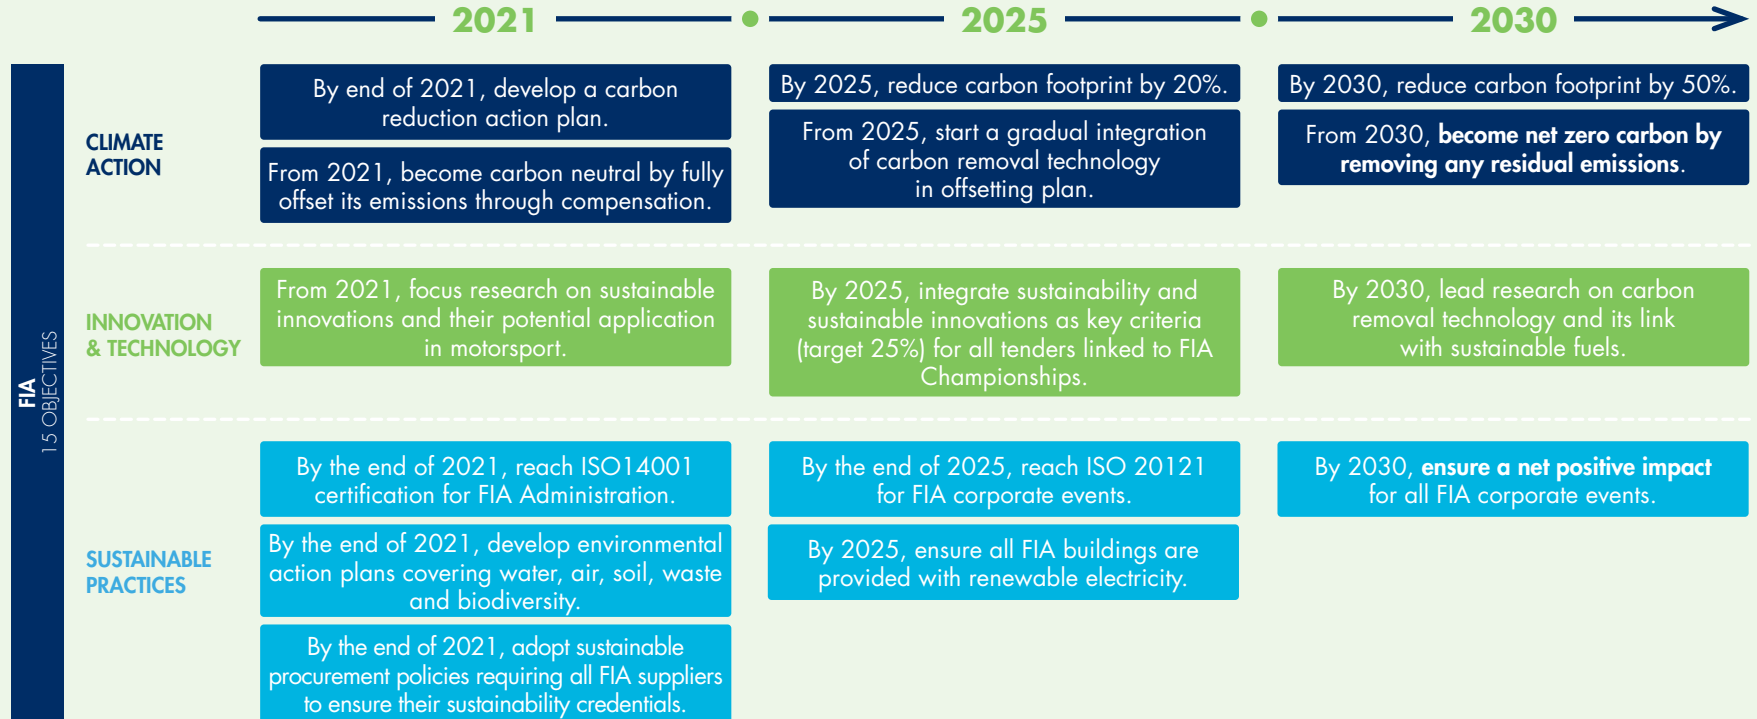 2021
2025
2030
FIA
15 OBJECTIVES
CLIMATE
ACTION
By end of 2021, develop a carbon
reduction action plan.
From 2021, become carbon neutral by fully
offset its emissions through compensation.
By 2025, reduce carbon footprint by 20%.
From 2025, start a gradual integration
of carbon removal technology
in offsetting plan.
By 2030, reduce carbon footprint by 50%.
From 2030, become net zero carbon by
removing any residual emissions.
INNOVATION
& TECHNOLOGY
From 2021, focus research on sustainable
innovations and their potential application
in motorsport.
By 2025, integrate sustainability and
sustainable innovations as key criteria
(target 25%) for all tenders linked to FIA
Championships.
By 2030, lead research on carbon
removal technology and its link
with sustainable fuels.
SUSTAINABLE
PRACTICES
By the end of 2021, reach ISO14001
certification for FIA Administration.
By the end of 2021, develop environmental
action plans covering water, air, soil, waste
and biodiversity.
By the end of 2021, adopt sustainable
procurement policies requiring all FIA suppliers
to ensure their sustainability credentials.
By the end of 2025, reach ISO 20121
for FIA corporate events.
By 2025, ensure all FIA buildings are
provided with renewable electricity.
By 2030, ensure a net positive impact
for all FIA corporate events.